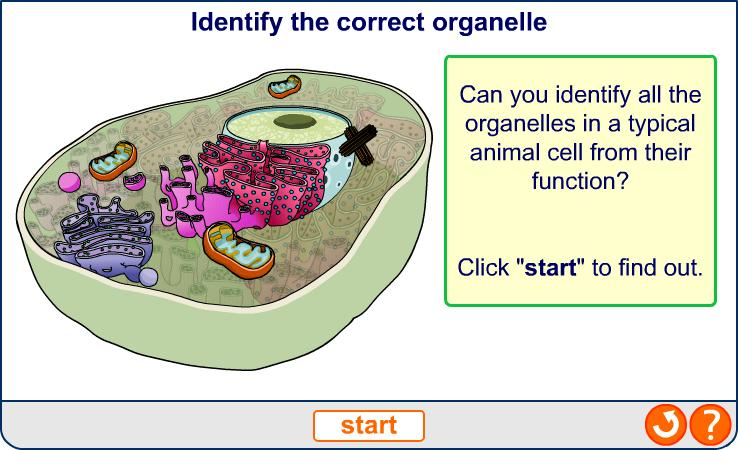 Identify the correct organelle
Can you identify all the
organelles in a typical
animal cell from their
function?
Click "start" to find out.
start
?